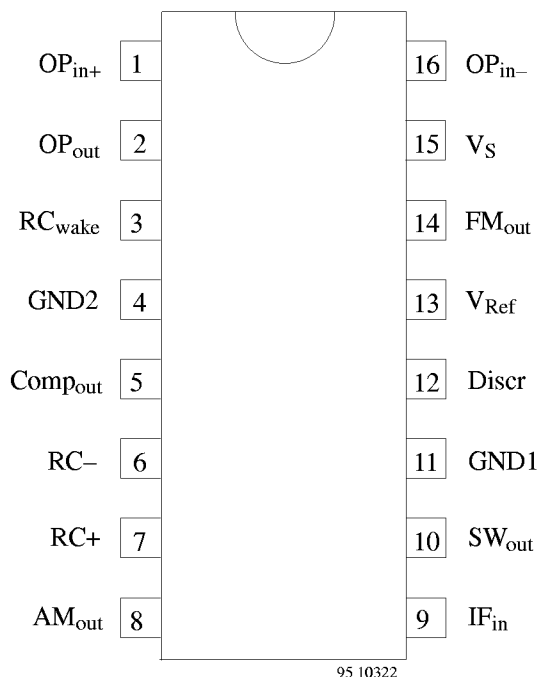 OPin+ 1 16 OPin–
OPout 2 15 VS
RCwake 3 14 FMout
GND2 4 13 VRef
Compout 5 12 Discr
RC– 6 11 GND1
RC+ 7 10 SWout
AMout 8 9 IFin
95 10322